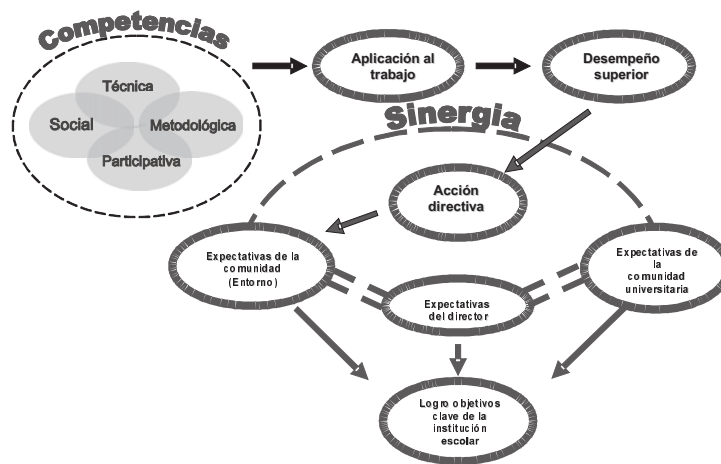 Competencias
Técnica
Social
Metodológica
Participativa
Aplicación al
trabajo
Desempeño
superior
Sinergia
Acción
directiva
Expectativas de la
comunidad
(Entorno)
Expectativas
del director
Expectativas de
la
comunidad
universitaria
Logro objetivos
clave de la
institución
escolar